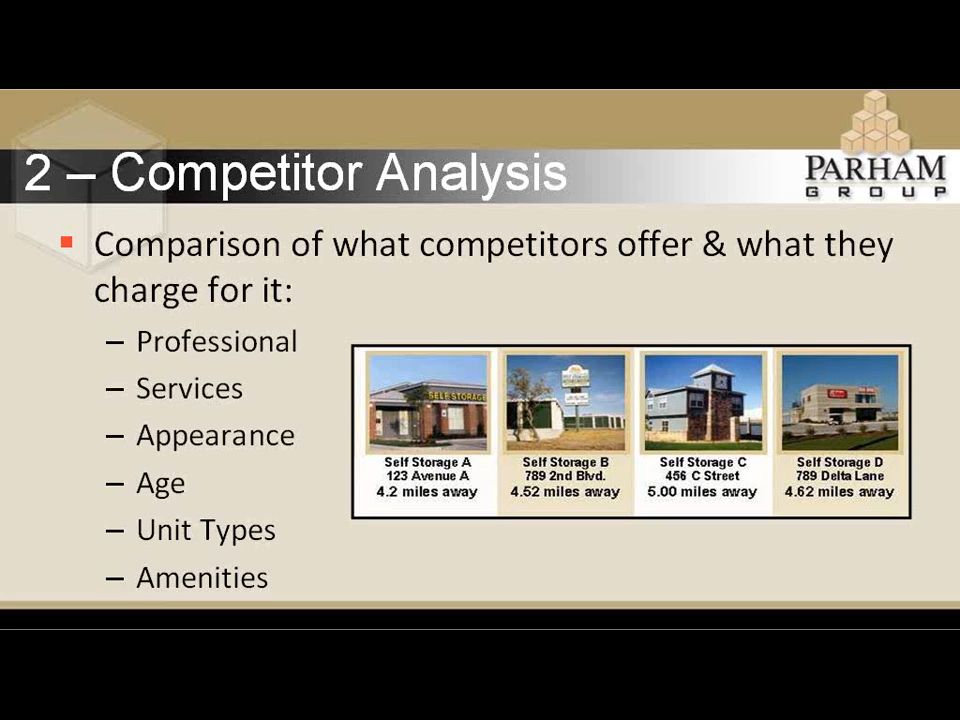 2 – Competitor Analysis
PARHAM
GROUP
▪ Comparison of what competitors offer & what they
charge for it:
– Professional
– Services
– Appearance
– Age
– Unit Types
– Amenities
SELF STORAGE
Self Storage A
123 Avenue A
4.2 miles away
Self Storage B
789 2nd Blvd.
4.52 miles away
Self Storage C
456 C Street
5.00 miles away
Self Storage D
789 Delta Lane
4.62 miles away